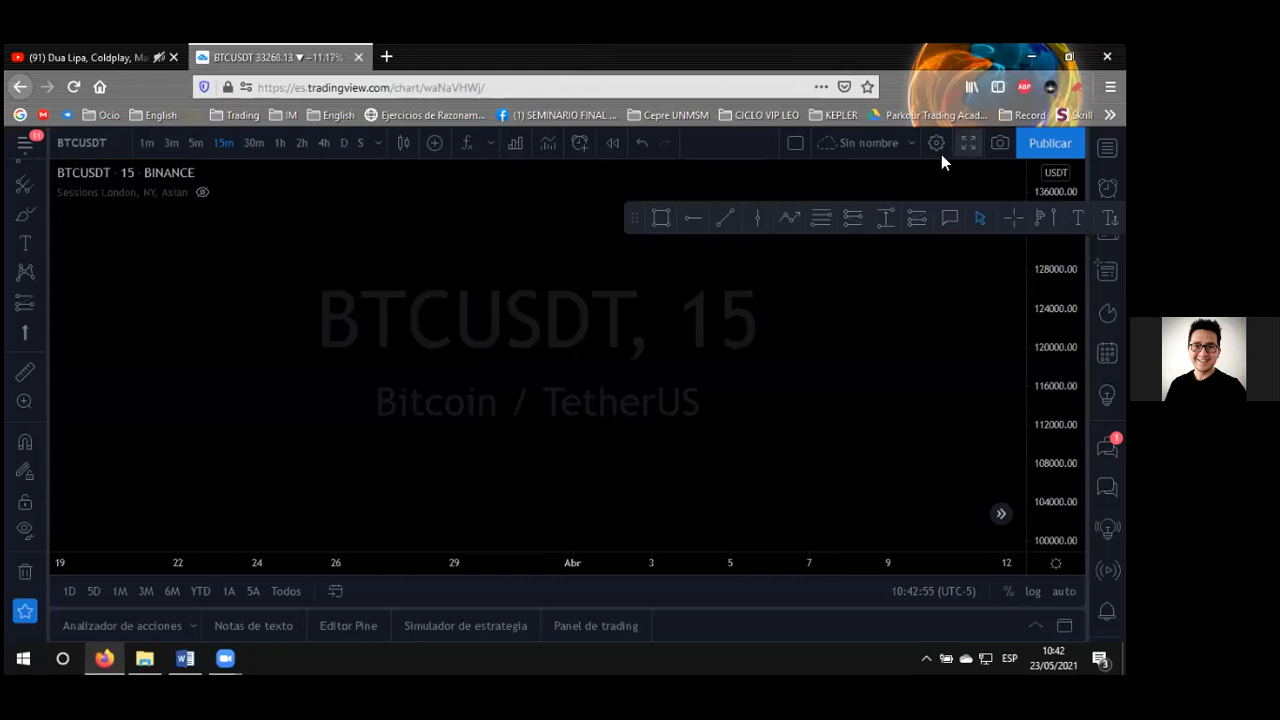 (91) Dua Lipa, Coldplay, Ma
BTCUSDT 33268.13 ▼ −11.17%
https://es.tradingview.com/chart/waNaVHWj/
Ocio
English
Trading
IM
English
Ejercicios de Razonam...
(1) SEMINARIO FINAL ...
Cepre UNMSM
CICLO VIP LEO
KEPLER
Parkour Trading Acad...
Record
Skrill
ABP
11
BTCUSDT
1m 3m 5m 15m 30m 1h 2h 4h D S
Sin nombre
Publicar
BTCUSDT · 15 · BINANCE
Sessions London, NY, Asian
USDT
136000.00
128000.00
124000.00
120000.00
116000.00
112000.00
108000.00
104000.00
100000.00
BTCUSDT, 15
Bitcoin / TetherUS
1
19 22 24 26 29 Abr 3 5 7 9 12
1D 5D 1M 3M 6M YTD 1A 5A Todos
10:42:55 (UTC-5)
% log auto
Analizador de acciones
Notas de texto
Editor Pine
Simulador de estrategia
Panel de trading
ESP
10:42
23/05/2021
3